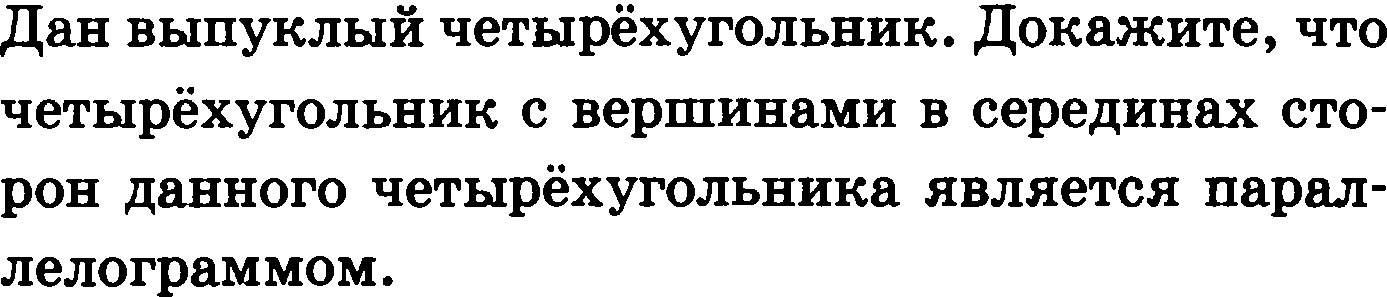 Дан выпуклый четырёхугольник. Докажите, что
четырёхугольник с вершинами в серединах сто-
рон данного четырёхугольника является парал-
лелограммом.